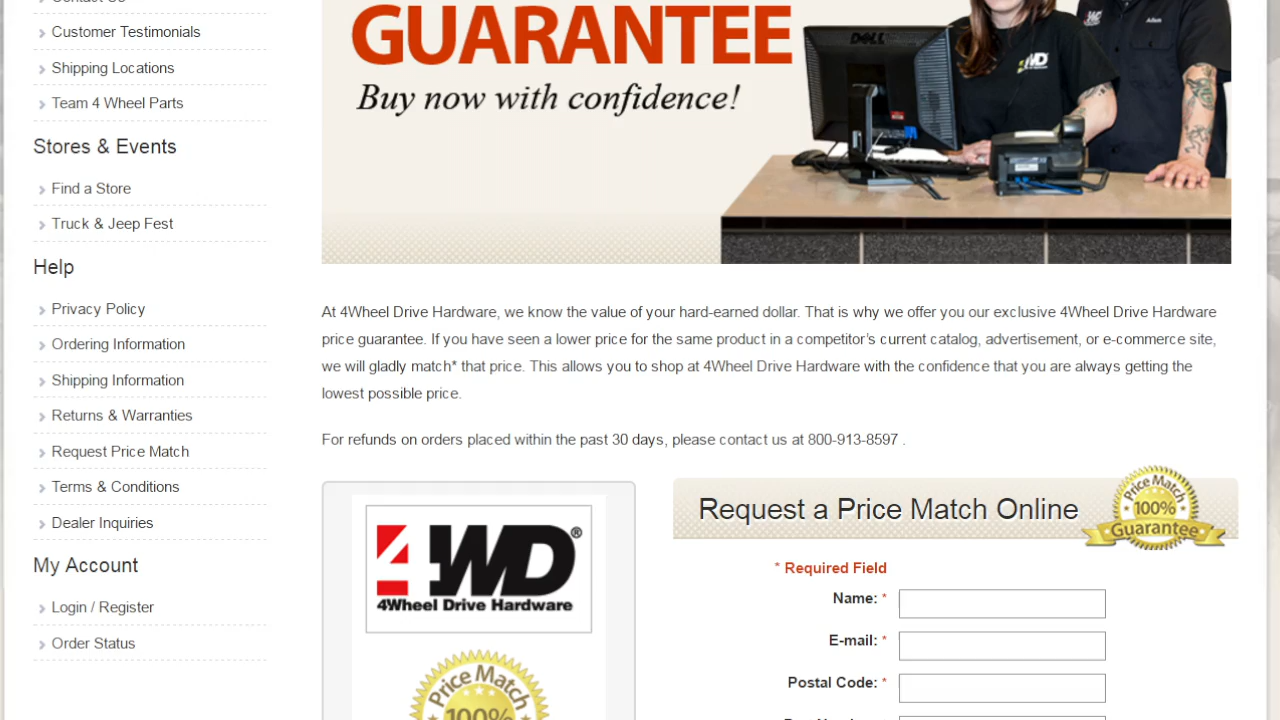 Contact Us
Customer Testimonials
Shipping Locations
Team 4 Wheel Parts
Stores & Events
Find a Store
Truck & Jeep Fest
Help
Privacy Policy
Ordering Information
Shipping Information
Returns & Warranties
Request Price Match
Terms & Conditions
Dealer Inquiries
My Account
Login / Register
Order Status
GUARANTEE
Buy now with confidence!
DELL
4WD
Adam
At 4Wheel Drive Hardware, we know the value of your hard-earned dollar. That is why we offer you our exclusive 4Wheel Drive Hardware
price guarantee. If you have seen a lower price for the same product in a competitor's current catalog, advertisement, or e-commerce site,
we will gladly match* that price. This allows you to shop at 4Wheel Drive Hardware with the confidence that you are always getting the
lowest possible price.
For refunds on orders placed within the past 30 days, please contact us at 800-913-8597 .
4WD®
4Wheel Drive Hardware
Price Match
100%
Request a Price Match Online
Price Match
100%
Guarantee
* Required Field
Name: *
E-mail: *
Postal Code: *